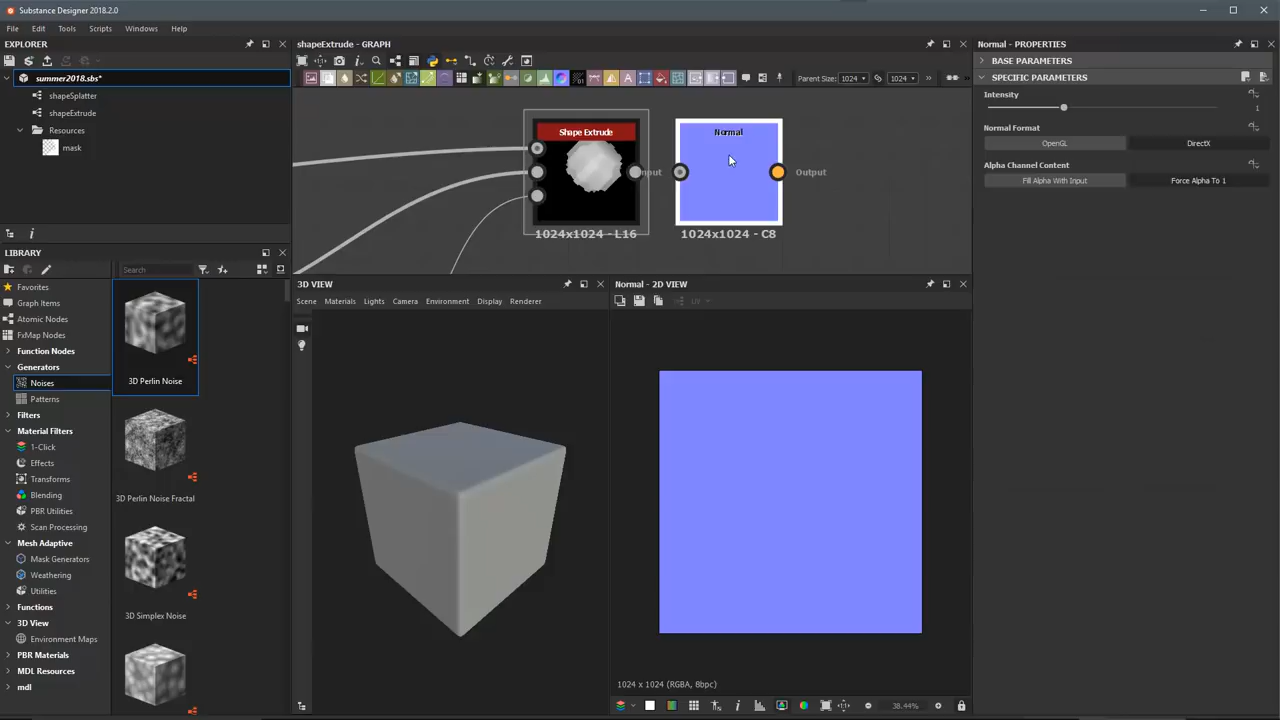 Substance Designer 2018.2.0
File Edit Tools Scripts Windows Help
EXPLORER
summer2018.sbs*
shapeSplatter
shapeExtrude
Resources
mask
LIBRARY
Search
Favorites
Graph Items
Atomic Nodes
FxMap Nodes
Function Nodes
Generators
Noises
Patterns
Filters
Material Filters
1-Click
Effects
Transforms
Blending
PBR Utilities
Scan Processing
Mesh Adaptive
Mask Generators
Weathering
Utilities
Functions
3D View
Environment Maps
PBR Materials
MDL Resources
mdl
3D Perlin Noise
3D Perlin Noise Fractal
3D Simplex Noise
shapeExtrude - GRAPH
Parent Size: 1024 1024
Shape Extrude
1024x1024 - L16
Normal
nput
Output
1024x1024 - C8
3D VIEW
Scene Materials Lights Camera Environment Display Renderer
Normal - 2D VIEW
UV
1024 x 1024 (RGBA, 8bpc)
38.44%
Normal - PROPERTIES
BASE PARAMETERS
SPECIFIC PARAMETERS
Intensity
1
Normal Format
OpenGL DirectX
Alpha Channel Content
Fill Alpha With Input Force Alpha To 1